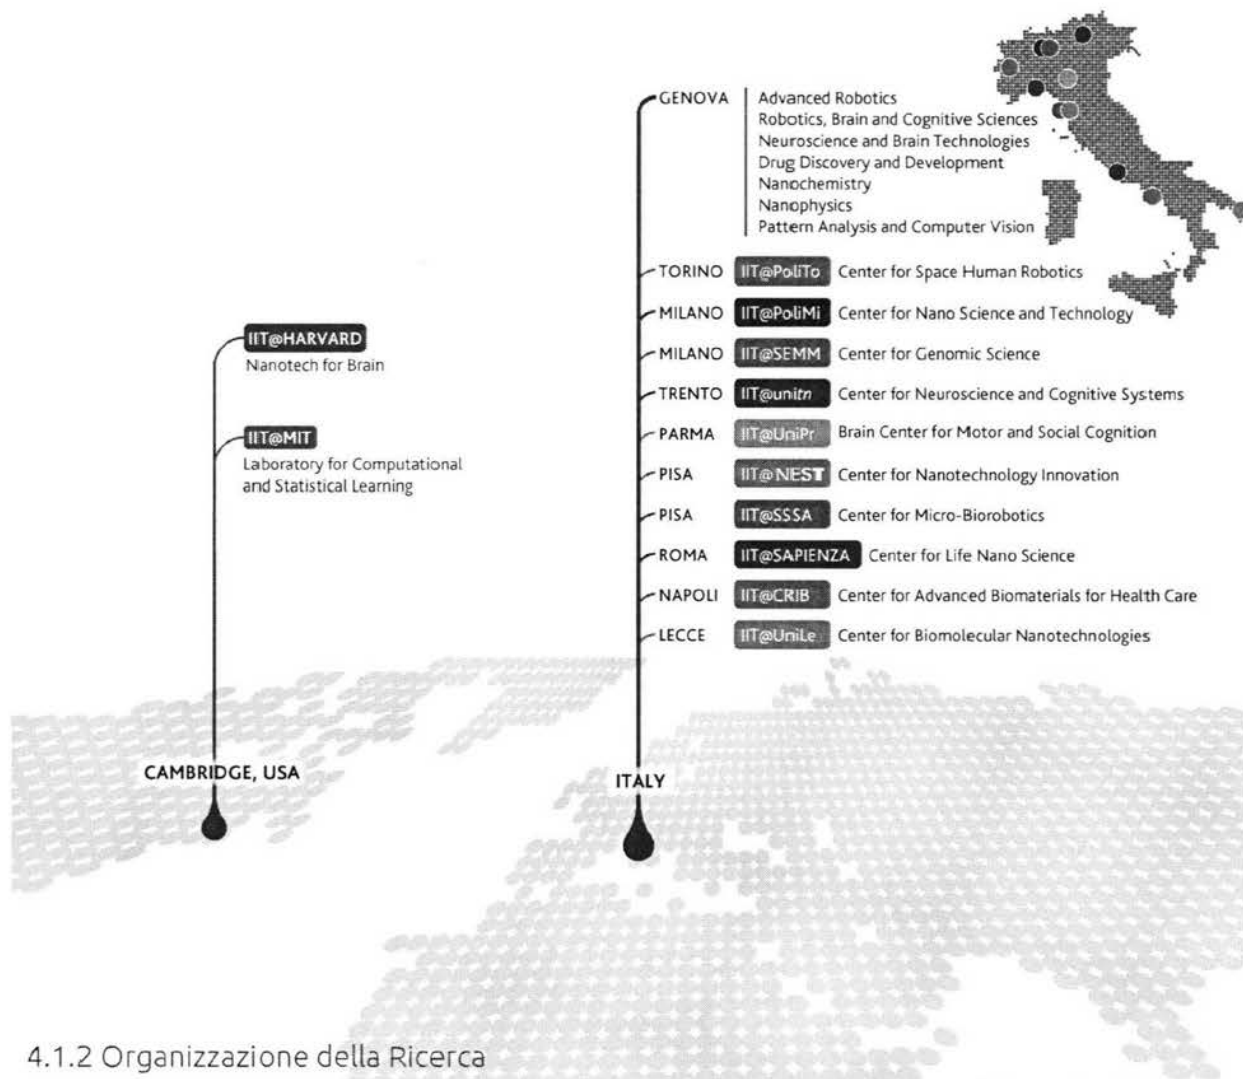 GENOVA
Advanced Robotics
Robotics, Brain and Cognitive Sciences
Neuroscience and Brain Technologies
Drug Discovery and Development
Nanochemistry
Nanophysics
Pattern Analysis and Computer Vision
TORINO IIT@PoliTo Center for Space Human Robotics
MILANO IIT@PoliMi Center for Nano Science and Technology
MILANO IIT@SEMM Center for Genomic Science
TRENTO IIT@unitn Center for Neuroscience and Cognitive Systems
PARMA IIT@UniPr Brain Center for Motor and Social Cognition
PISA IIT@NEST Center for Nanotechnology Innovation
PISA IIT@SSSA Center for Micro-Biorobotics
ROMA IIT@SAPIENZA Center for Life Nano Science
NAPOLI IIT@CRIB Center for Advanced Biomaterials for Health Care
LECCE IIT@UniLe Center for Biomolecular Nanotechnologies
IIT@HARVARD
Nanotech for Brain
IIT@MIT
Laboratory for Computational
and Statistical Learning
CAMBRIDGE, USA
ITALY
4.1.2 Organizzazione della Ricerca